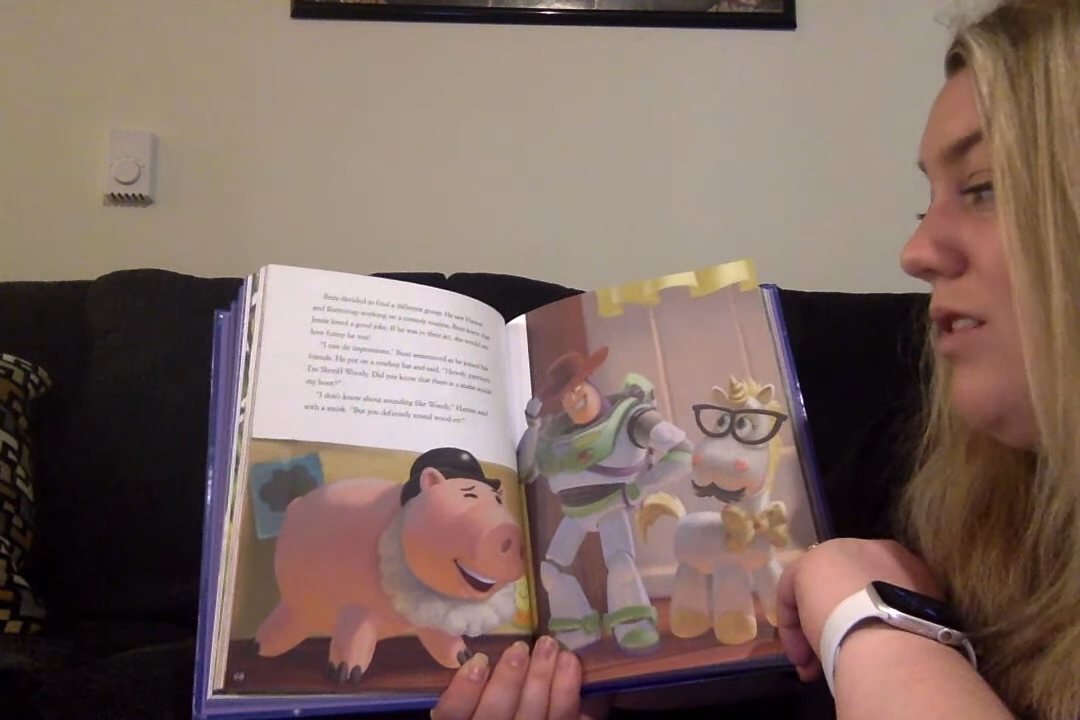 Buzz decided to find a different group. He saw Hamm
and Buttercup working on a comedy routine. Buzz knew that
Jessie loved a good joke. If he was in their act, she would see
how funny he was!
"I can do impressions," Buzz announced as he joined his
friends. He put on a cowboy hat and said, "Howdy, partners.
I'm Sheriff Woody. Did you know that there is a snake inside
my boot?"
"I don't know about sounding like Woody," Hamm said
with a smirk. "But you definitely sound wood-en!"